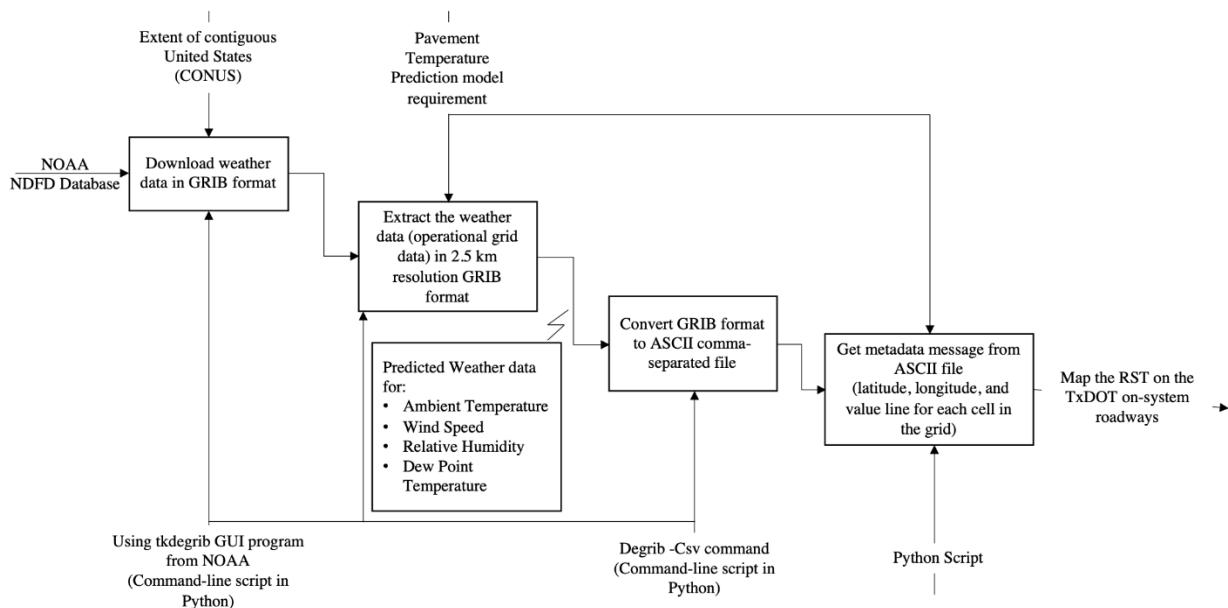 Extent of contiguous
United States
(CONUS)
Pavement
Temperature
Prediction model
requirement
NOAA
NDFD Database
Download weather
data in GRIB format
Extract the weather
data (operational grid
data) in 2.5 km
resolution GRIB
format
Convert GRIB format
to ASCII comma-
separated file
Get metadata message from
ASCII file
(latitude, longitude, and
value line for each cell in
the grid)
Map the RST on the
TxDOT on-system
roadways
Predicted Weather data
for:
• Ambient Temperature
• Wind Speed
• Relative Humidity
• Dew Point
Temperature
Using tkdegrib GUI program
from NOAA
(Command-line script in
Python)
Degrib -Csv command
(Command-line script in
Python)
Python Script